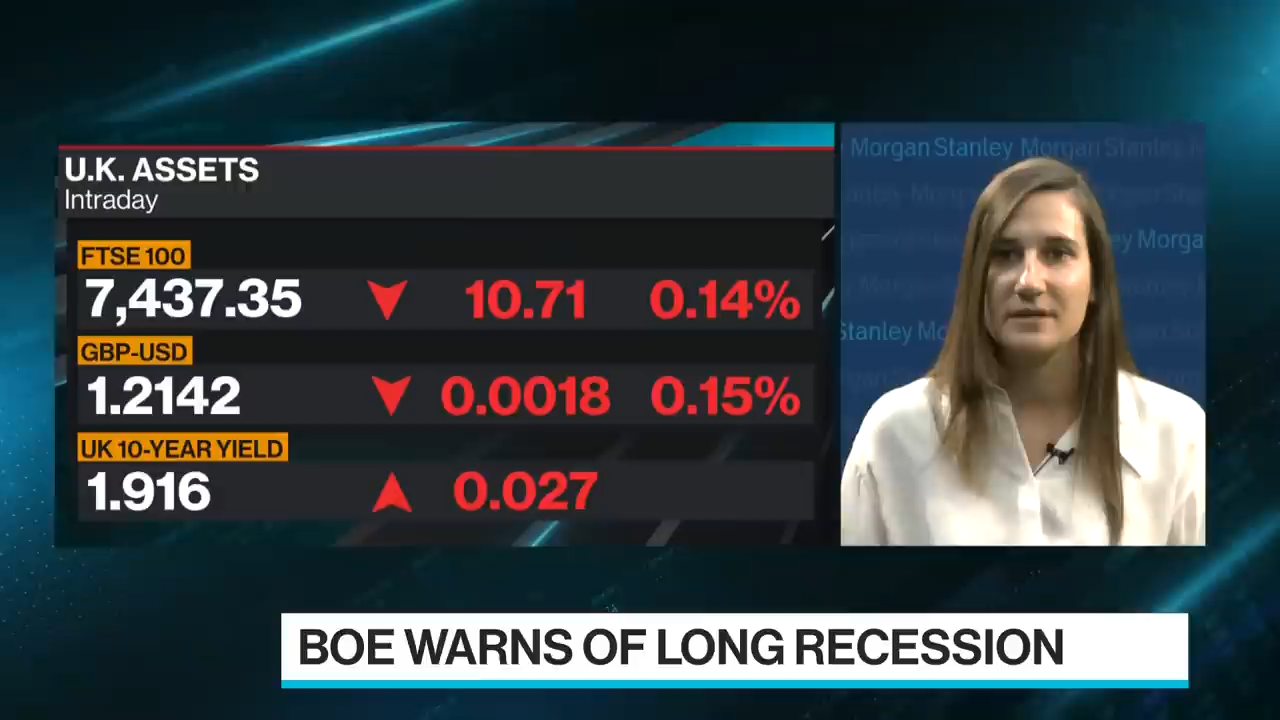 U.K. ASSETS
Intraday
FTSE 100
7,437.35 ▼ 10.71 0.14%
GBP-USD
1.2142 ▼ 0.0018 0.15%
UK 10-YEAR YIELD
1.916 ▲ 0.027
Morgan Stanley Morgan Stanley
Morga
Stanley
BOE WARNS OF LONG RECESSION